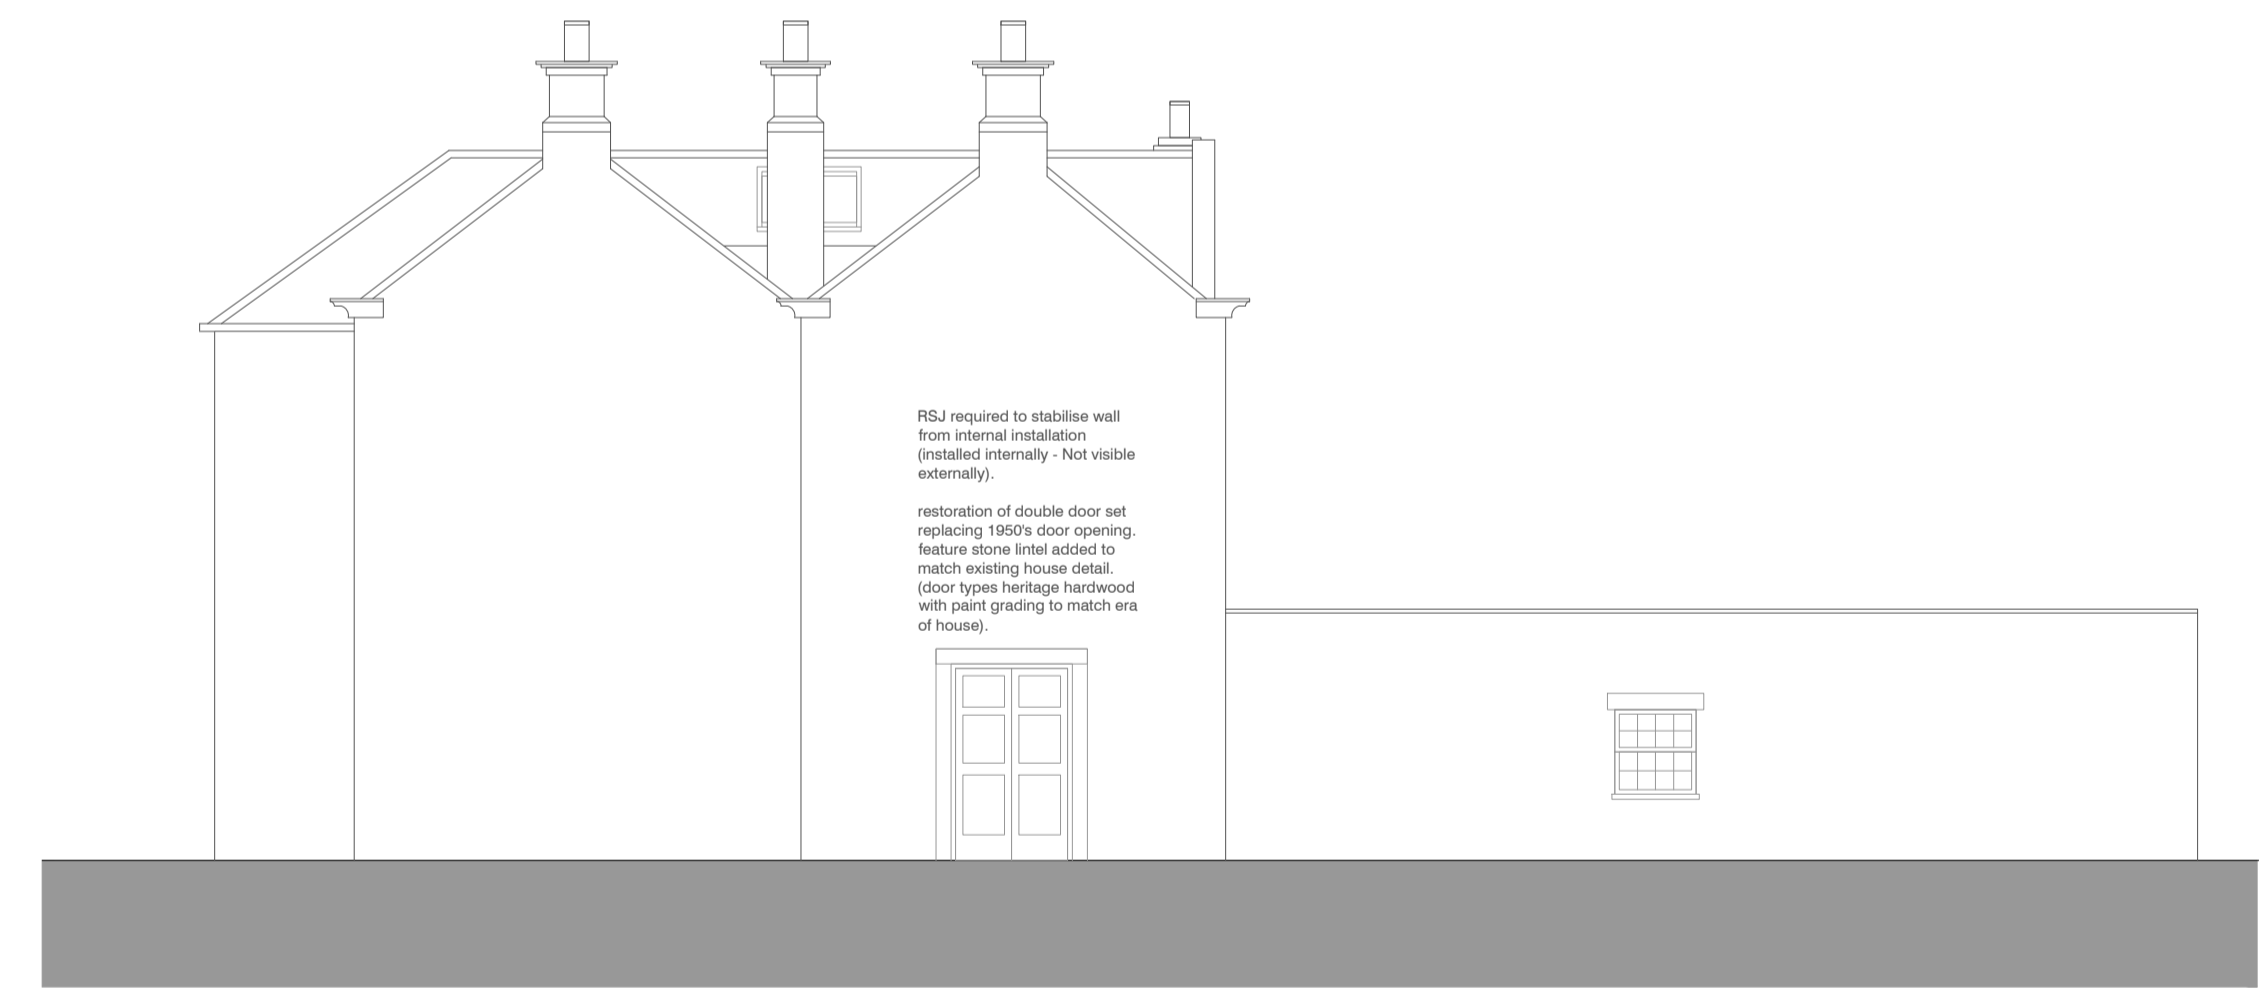 RSJ required to stabilise wall
from internal installation
(installed internally - Not visible
externally).
restoration of double door set
replacing 1950's door opening.
feature stone lintel added to
match existing house detail.
(door types heritage hardwood
with paint grading to match era
of house).